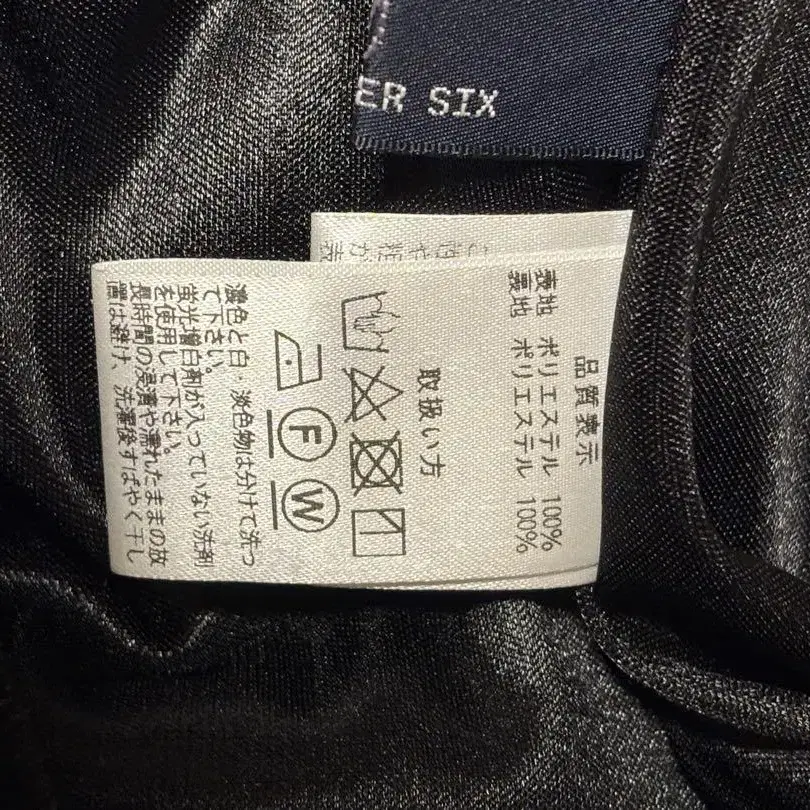 ER SIX
品質表示
表地 ポリエステル 100%
裏地 ポリエステル 100%
取扱い方
F
W
濃色と白・淡色物は分けて洗っ
て下さい。
蛍光増白剤が入っていない洗剤
を使用して下さい。
長時間の浸漬や濡れたままの放
置は避け、洗濯後すばやく干し